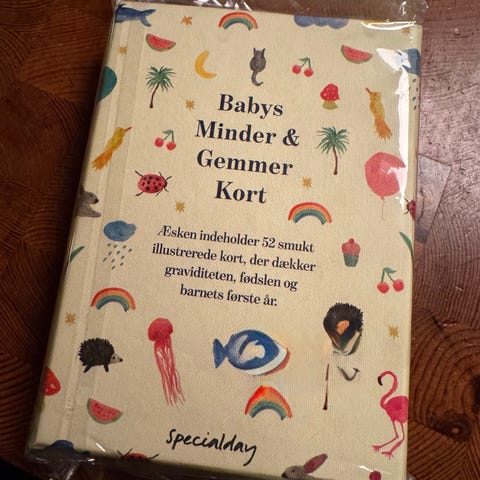 Babys
Minder &
Gemmer
Kort
Æsken indeholder 52 smukt
illustrerede kort, der dækker
graviditeten, fødslen og
barnets første år.
Specialday